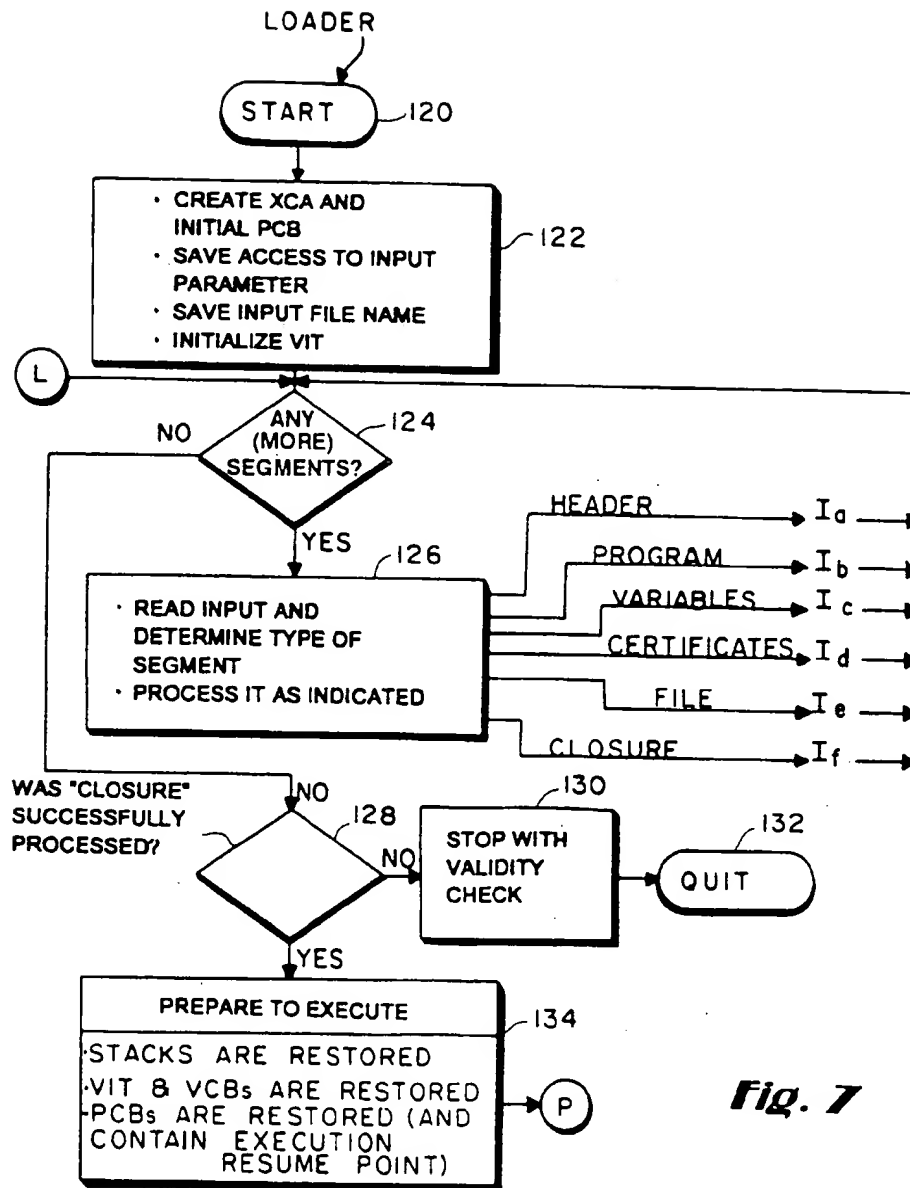 LOADER
START
120
· CREATE XCA AND
INITIAL PCB
· SAVE ACCESS TO INPUT
PARAMETER
· SAVE INPUT FILE NAME
· INITIALIZE VIT
122
L
NO
ANY
(MORE)
SEGMENTS?
124
YES
126
· READ INPUT AND
DETERMINE TYPE OF
SEGMENT
· PROCESS IT AS INDICATED
HEADER Ia
PROGRAM Ib
VARIABLES Ic
CERTIFICATES Id
FILE Ie
CLOSURE If
WAS "CLOSURE"
SUCCESSFULLY
PROCESSED?
NO
128
NO
130
STOP WITH
VALIDITY
CHECK
132
QUIT
YES
PREPARE TO EXECUTE
134
·STACKS ARE RESTORED
·VIT & VCBs ARE RESTORED
-PCBs ARE RESTORED (AND
CONTAIN EXECUTION
RESUME POINT)
P
Fig. 7